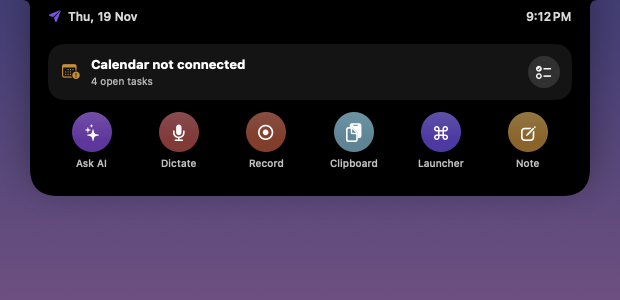 Thu, 19 Nov
9:12 PM
Calendar not connected
4 open tasks
Ask AI
Dictate
Record
Clipboard
Launcher
Note